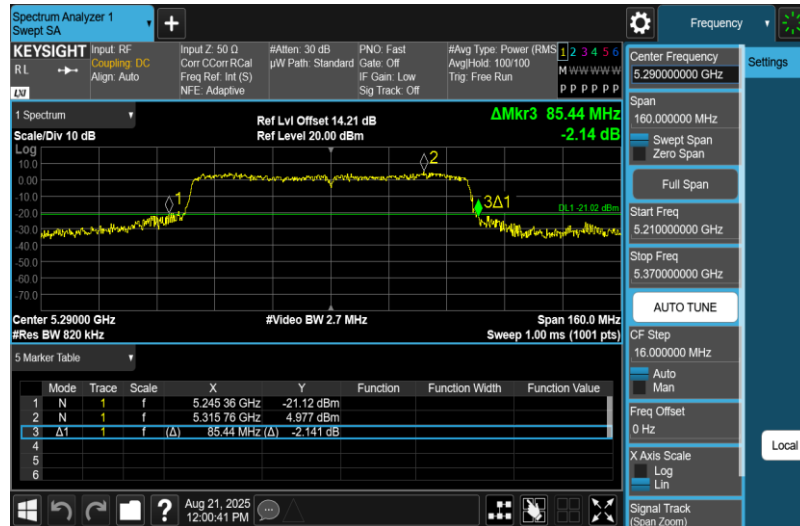 Spectrum Analyzer 1
Swept SA
+
Frequency
KEYSIGHT
RL
LXI
Input: RF
Coupling: DC
Align: Auto
Input Z: 50 Ω
Corr CCorr RCal
Freq Ref: Int (S)
NFE: Adaptive
#Atten: 30 dB
µW Path: Standard
PNO: Fast
Gate: Off
IF Gain: Low
Sig Track: Off
#Avg Type: Power (RMS
Avg|Hold: 100/100
Trig: Free Run
1 2 3 4 5 6
M W W W W W
P P P P P P
1 Spectrum
Scale/Div 10 dB
Ref Lvl Offset 14.21 dB
Ref Level 20.00 dBm
ΔMkr3 85.44 MHz
-2.14 dB
Log
10.0
0.00
-10.0
-20.0
-30.0
-40.0
-50.0
-60.0
-70.0
1
2
3Δ1
DL1 -21.02 dBm
Center 5.29000 GHz
#Res BW 820 kHz
#Video BW 2.7 MHz
Span 160.0 MHz
Sweep 1.00 ms (1001 pts)
5 Marker Table
Mode Trace Scale X Y Function Function Width Function Value
1 N 1 f 5.245 36 GHz -21.12 dBm
2 N 1 f 5.315 76 GHz 4.977 dBm
3 Δ1 1 f (Δ) 85.44 MHz (Δ) -2.141 dB
4
5
6
Aug 21, 2025
12:00:41 PM
?
Center Frequency
5.290000000 GHz
Span
160.000000 MHz
Swept Span
Zero Span
Full Span
Start Freq
5.210000000 GHz
Stop Freq
5.370000000 GHz
AUTO TUNE
CF Step
16.000000 MHz
Auto
Man
Freq Offset
0 Hz
X Axis Scale
Log
Lin
Signal Track
(Span Zoom)
Settings
Local